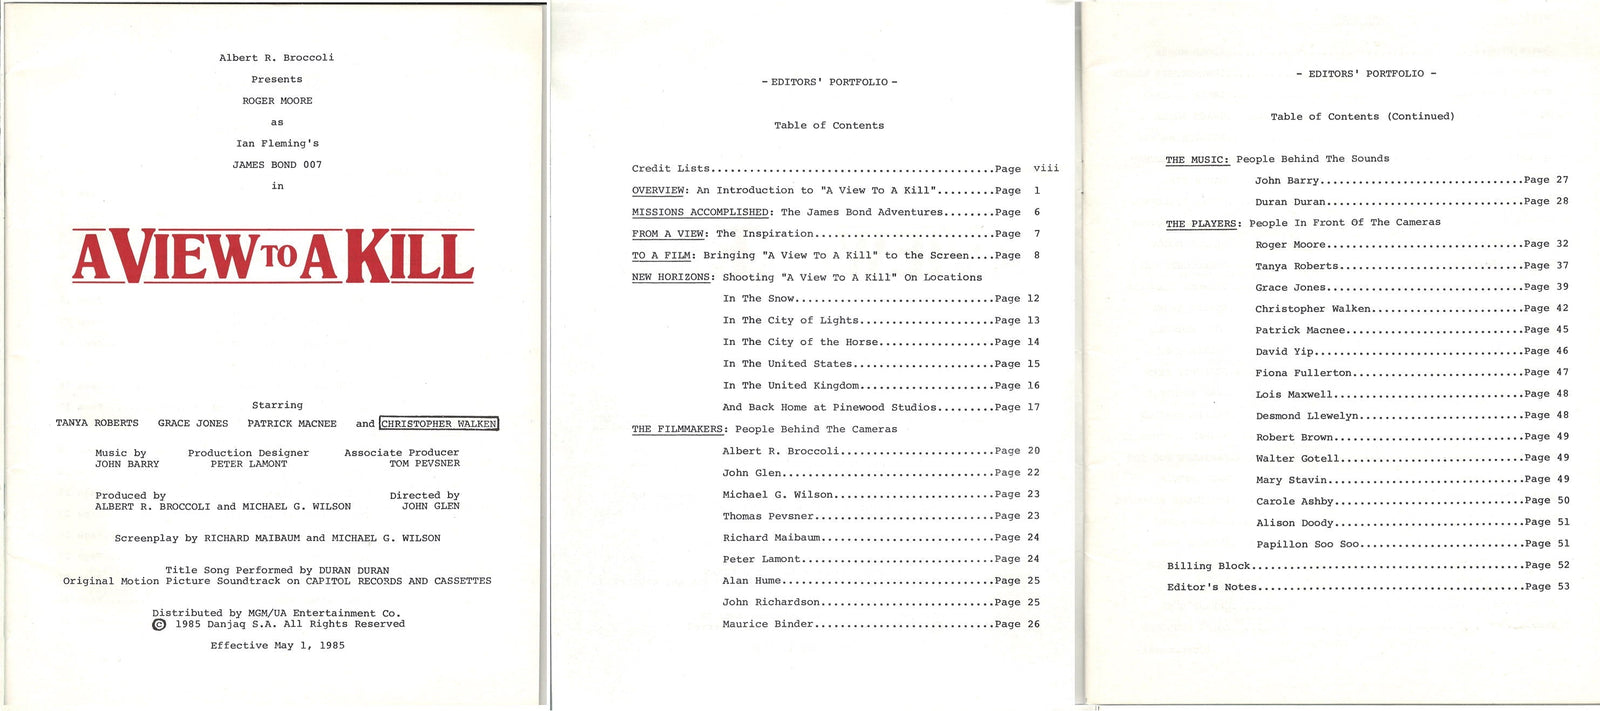 Albert R. Broccoli
Presents
ROGER MOORE
as
Ian Fleming's
JAMES BOND 007
in
A VIEW TO A KILL
Starring
TANYA ROBERTS GRACE JONES PATRICK MACNEE and CHRISTOPHER WALKEN
Music by Production Designer Associate Producer
JOHN BARRY PETER LAMONT TOM PEVSNER
Produced by Directed by
ALBERT R. BROCCOLI and MICHAEL G. WILSON JOHN GLEN
Screenplay by RICHARD MAIBAUM and MICHAEL G. WILSON
Title Song Performed by DURAN DURAN
Original Motion Picture Soundtrack on CAPITOL RECORDS AND CASSETTES
Distributed by MGM/UA Entertainment Co.
© 1985 Danjaq S.A. All Rights Reserved
Effective May 1, 1985
- EDITORS' PORTFOLIO -
Table of Contents
Credit Lists...........................................Page viii
OVERVIEW: An Introduction to "A View To A Kill".........Page 1
MISSIONS ACCOMPLISHED: The James Bond Adventures........Page 6
FROM A VIEW: The Inspiration............................Page 7
TO A FILM: Bringing "A View To A Kill" to the Screen....Page 8
NEW HORIZONS: Shooting "A View To A Kill" On Locations
In The Snow...............................Page 12
In The City of Lights.....................Page 13
In The City of the Horse..................Page 14
In The United States......................Page 15
In The United Kingdom.....................Page 16
And Back Home at Pinewood Studios.........Page 17
THE FILMMAKERS: People Behind The Cameras
Albert R. Broccoli........................Page 20
John Glen.................................Page 22
Michael G. Wilson.........................Page 23
Thomas Pevsner............................Page 23
Richard Maibaum...........................Page 24
Peter Lamont..............................Page 24
Alan Hume.................................Page 25
John Richardson...........................Page 25
Maurice Binder............................Page 26
- EDITORS' PORTFOLIO -
Table of Contents (Continued)
THE MUSIC: People Behind The Sounds
John Barry................................Page 27
Duran Duran...............................Page 28
THE PLAYERS: People In Front Of The Cameras
Roger Moore...............................Page 32
Tanya Roberts.............................Page 37
Grace Jones...............................Page 39
Christopher Walken........................Page 42
Patrick Macnee............................Page 45
David Yip.................................Page 46
Fiona Fullerton...........................Page 47
Lois Maxwell..............................Page 48
Desmond Llewelyn..........................Page 48
Robert Brown..............................Page 49
Walter Gotell.............................Page 49
Mary Stavin...............................Page 49
Carole Ashby..............................Page 50
Alison Doody..............................Page 51
Papillon Soo Soo..........................Page 51
Billing Block...........................................Page 52
Editor's Notes..........................................Page 53